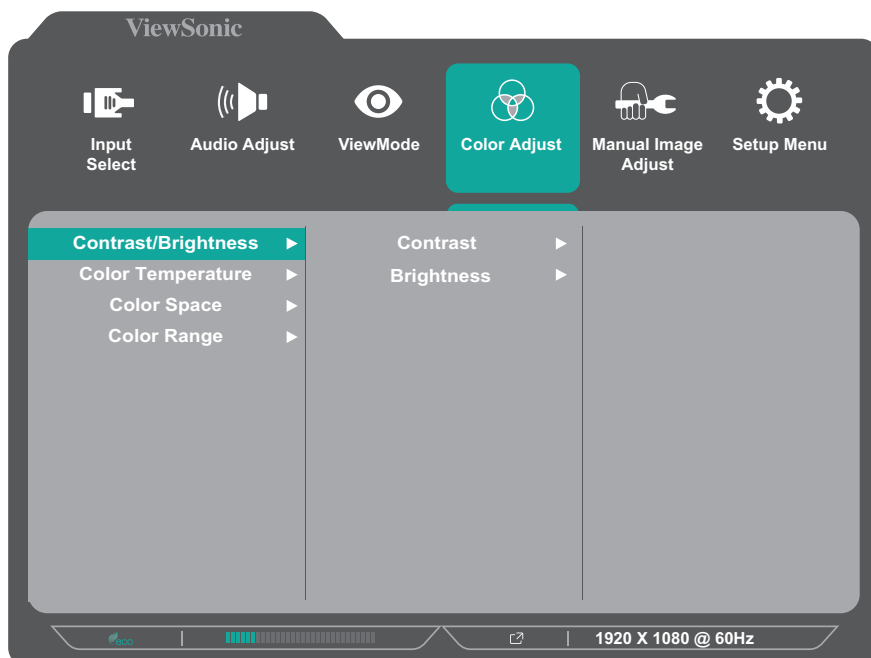 ViewSonic
Input Select
Audio Adjust
ViewMode
Color Adjust
Manual Image Adjust
Setup Menu
Contrast/Brightness
Color Temperature
Color Space
Color Range
Contrast
Brightness
eco
1920 X 1080 @ 60Hz